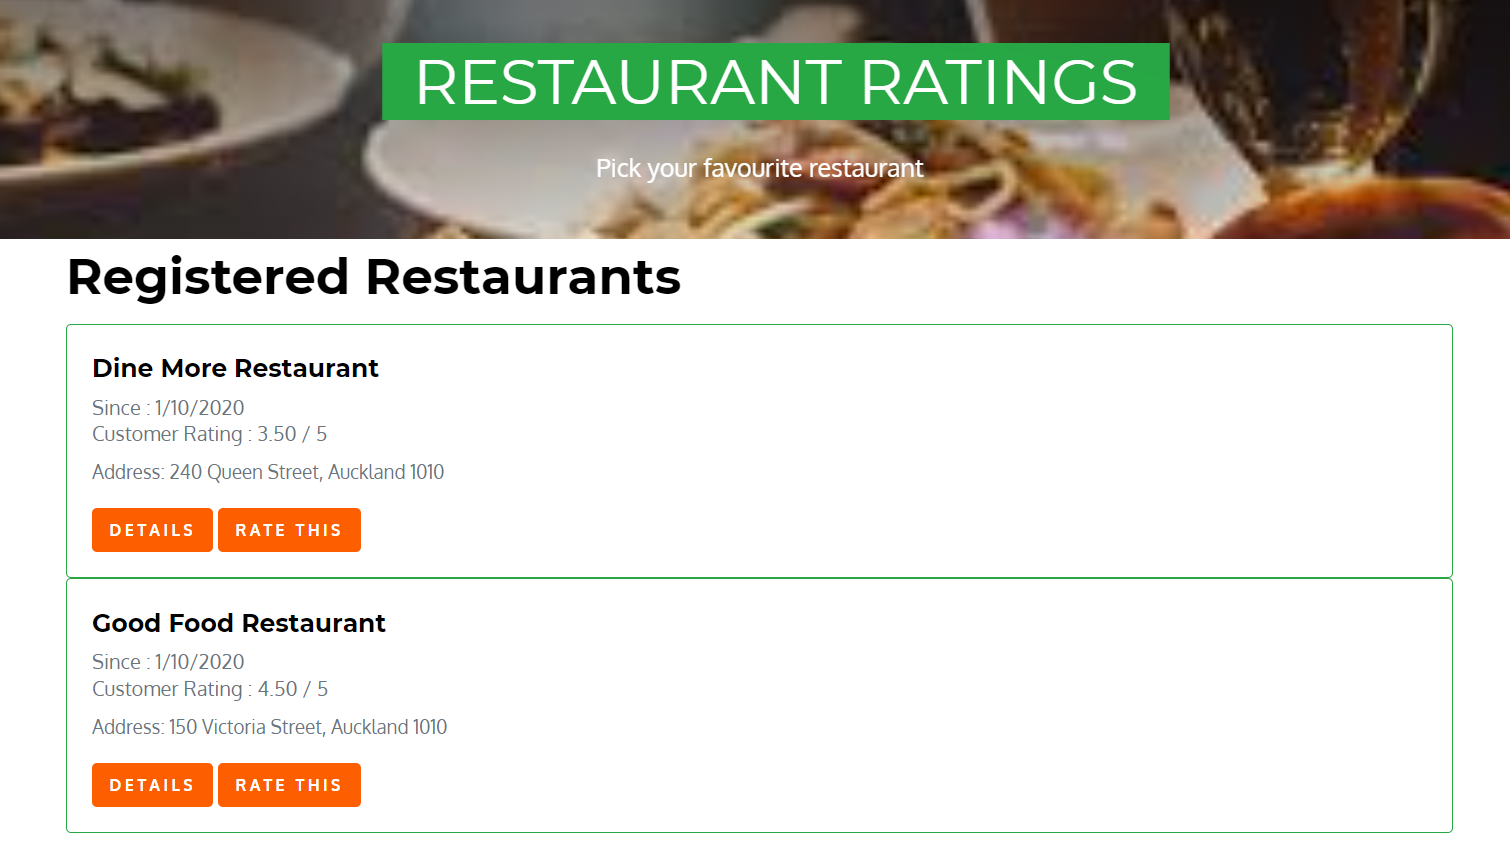 RESTAURANT RATINGS
Pick your favourite restaurant
Registered Restaurants
Dine More Restaurant
Since : 1/10/2020
Customer Rating : 3.50 / 5
Address: 240 Queen Street, Auckland 1010
DETAILS RATE THIS
Good Food Restaurant
Since : 1/10/2020
Customer Rating : 4.50 / 5
Address: 150 Victoria Street, Auckland 1010
DETAILS RATE THIS